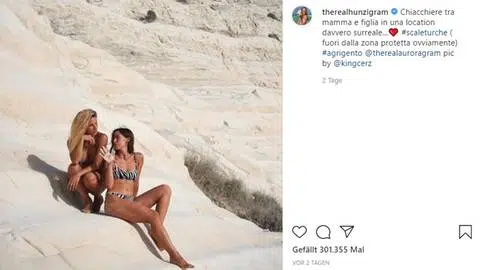 therealhunzigram Chiacchiere tra
mamma e figlia in una location
davvero surreale...❤️ #scaleturche (
fuori dalla zona protetta ovviamente)
#agrigento @therealauroragram pic
by @kingcerz
2 Tage
Gefällt 301.355 Mal
VOR 2 TAGEN